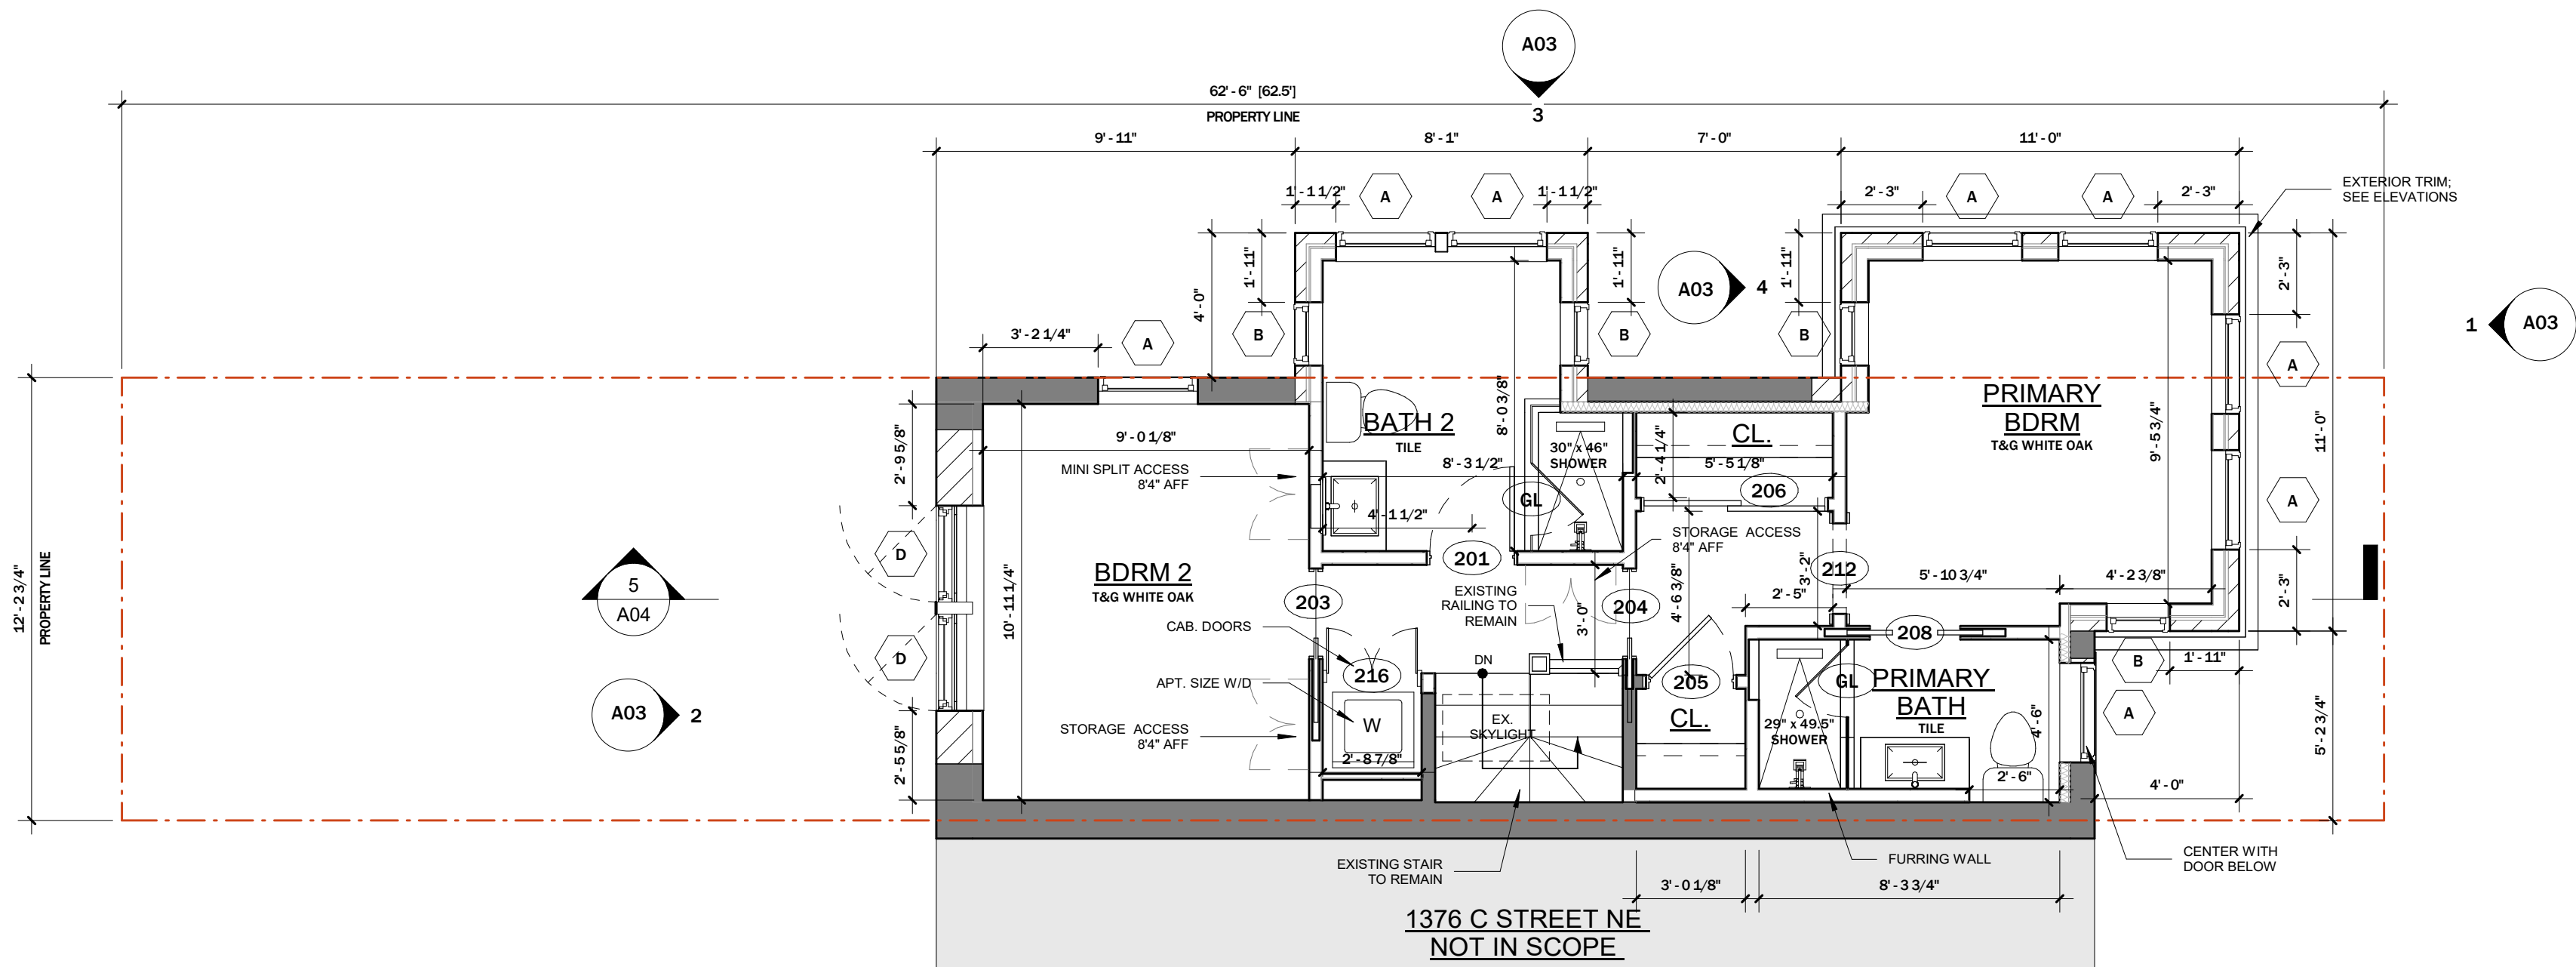 A03
3
62'-6" [62.5']
PROPERTY LINE
9'-11"
8'-1"
7'-0"
11'-0"
1'-1 1/2"
A
A
1'-1 1/2"
2'-3"
A
A
2'-3"
EXTERIOR TRIM;
SEE ELEVATIONS
4'-0"
1'-11"
1'-11"
1'-11"
2'-3"
A03
4
1
A03
B
B
B
3'-2 1/4"
A
A
11'-0"
12'-2 3/4"
PROPERTY LINE
2'-9 5/8"
9'-0 1/8"
MINI SPLIT ACCESS
8'4" AFF
BATH 2
TILE
8'-0 3/8"
8'-3 1/2"
30" x 46"
SHOWER
2'-4 1/4"
CL.
5'-5 1/8"
206
PRIMARY
BDRM
T&G WHITE OAK
9'-5 3/4"
A
4'-1 1/2"
GL
STORAGE ACCESS
8'4" AFF
D
5
A04
BDRM 2
T&G WHITE OAK
10'-11 1/4"
201
EXISTING
RAILING TO
REMAIN
3'-0"
203
204
4'-6 3/8"
3'-2"
212
2'-5"
5'-10 3/4"
4'-2 3/8"
2'-3"
CAB. DOORS
208
D
A03
2
APT. SIZE W/D
216
DN
205
CL.
GL
PRIMARY
BATH
TILE
B
1'-11"
A
STORAGE ACCESS
8'4" AFF
W
2'-8 7/8"
EX.
SKYLIGHT
29" x 49.5"
SHOWER
4'-6"
2'-6"
5'-2 3/4"
4'-0"
2'-5 5/8"
EXISTING STAIR
TO REMAIN
FURRING WALL
CENTER WITH
DOOR BELOW
3'-0 1/8"
8'-3 3/4"
1376 C STREET NE
NOT IN SCOPE